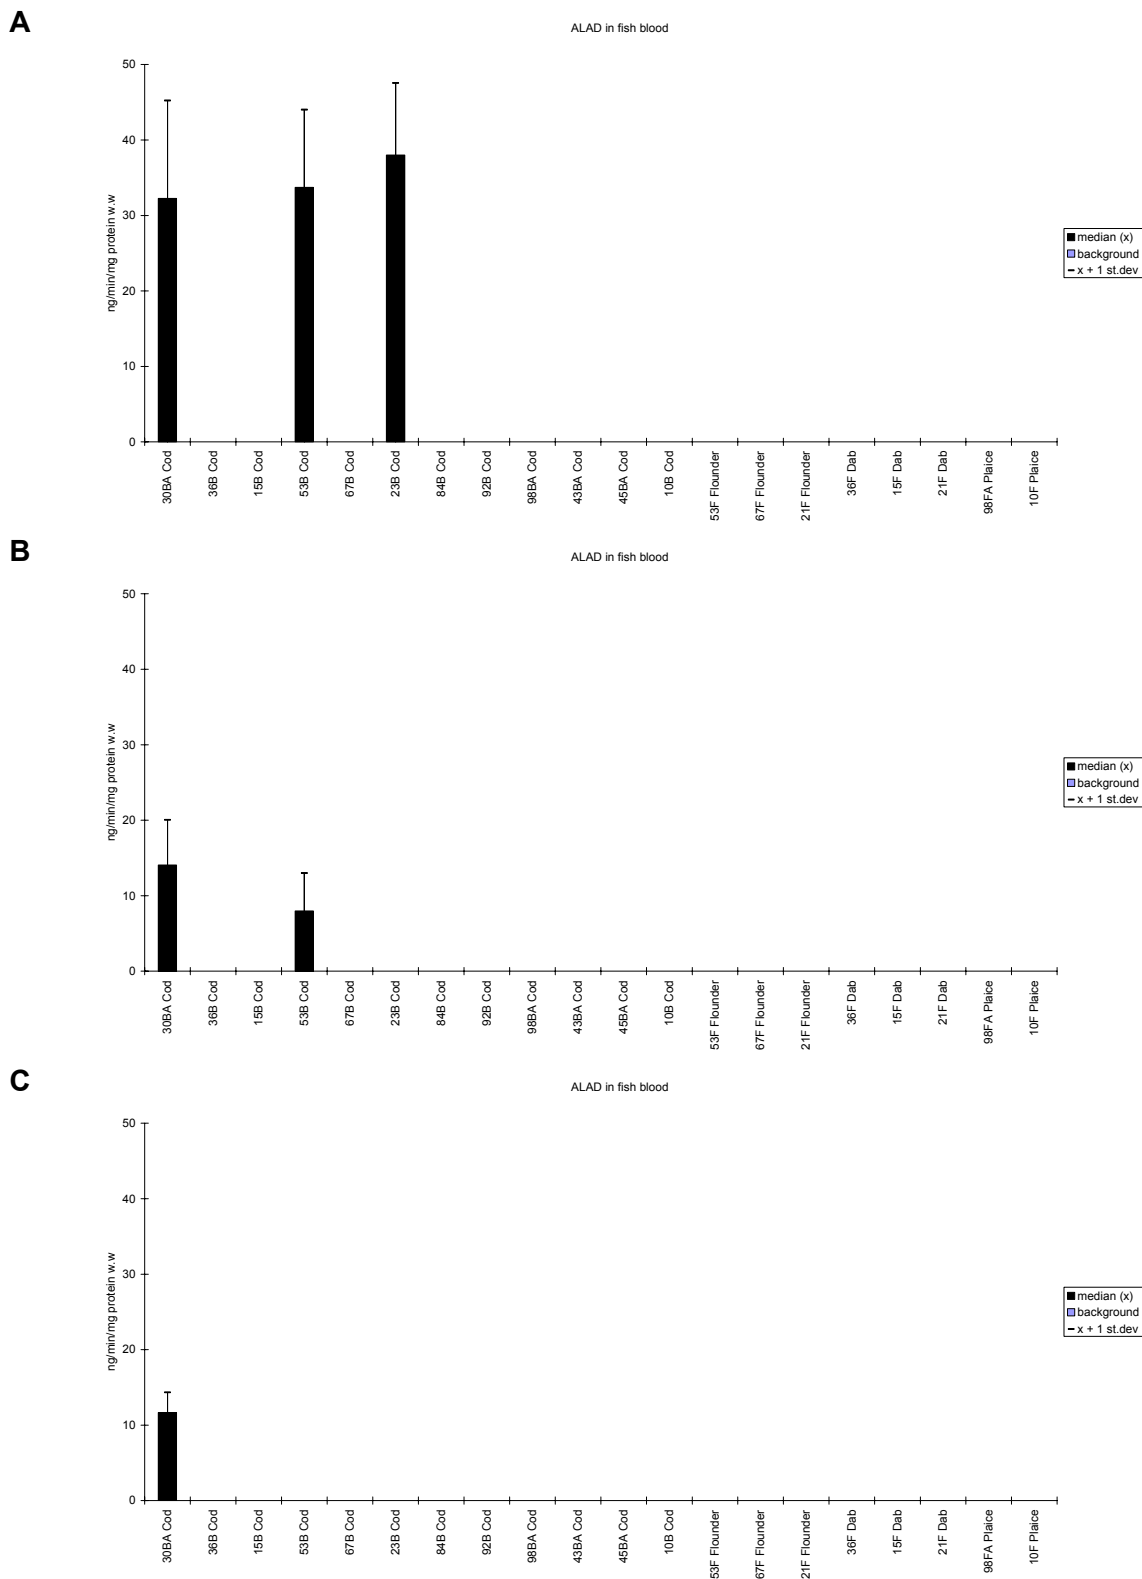 A
ALAD in fish blood
50
40
30
20
10
0
ng/min/mg protein w.w
30BA Cod
36B Cod
15B Cod
53B Cod
67B Cod
23B Cod
84B Cod
92B Cod
98BA Cod
43BA Cod
45BA Cod
10B Cod
53F Flounder
67F Flounder
21F Flounder
36F Dab
15F Dab
21F Dab
98FA Plaice
10F Plaice
median (x)
background
x + 1 st.dev
B
ALAD in fish blood
50
40
30
20
10
0
ng/min/mg protein w.w
30BA Cod
36B Cod
15B Cod
53B Cod
67B Cod
23B Cod
84B Cod
92B Cod
98BA Cod
43BA Cod
45BA Cod
10B Cod
53F Flounder
67F Flounder
21F Flounder
36F Dab
15F Dab
21F Dab
98FA Plaice
10F Plaice
median (x)
background
x + 1 st.dev
C
ALAD in fish blood
50
40
30
20
10
0
ng/min/mg protein w.w
30BA Cod
36B Cod
15B Cod
53B Cod
67B Cod
23B Cod
84B Cod
92B Cod
98BA Cod
43BA Cod
45BA Cod
10B Cod
53F Flounder
67F Flounder
21F Flounder
36F Dab
15F Dab
21F Dab
98FA Plaice
10F Plaice
median (x)
background
x + 1 st.dev